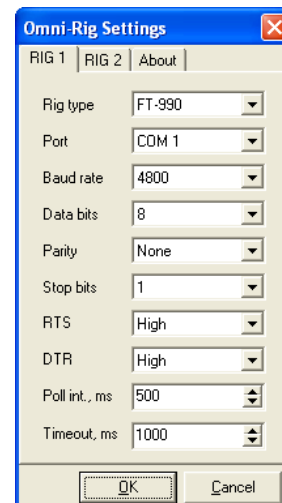 Omni-Rig Settings
RIG 1 RIG 2 About
Rig type FT-990
Port COM 1
Baud rate 4800
Data bits 8
Parity None
Stop bits 1
RTS High
DTR High
Poll int., ms 500
Timeout, ms 1000
OK Cancel